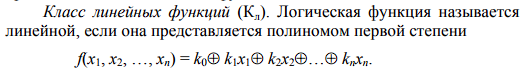 Класс линейных функций (Кл). Логическая функция называется
линейной, если она представляется полиномом первой степени
f(x1, x2, …, xn) = k0⊕ k1x1⊕ k2x2⊕…⊕ knxn.